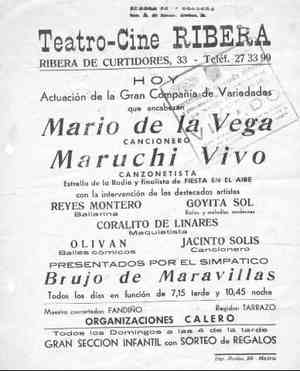 Teatro-Cine RIBERA
RIBERA DE CURTIDORES, 33 - Teléf. 27 33 99
HOY
Actuación de la Gran Compañía de Variedades
que encabezan
Mario de la Vega
CANCIONERO
Maruchi Vivo
CANZONETISTA
Estrella de la Radio y finalista de FIESTA EN EL AIRE
con la intervención de los destacados artistas
REYES MONTERO GOYITA SOL
Bailarina Bailes y melodías modernas
CORALITO DE LINARES
Maquietista
OLIVAN JACINTO SOLIS
Bailes cómicos Cancionero
PRESENTADOS POR EL SIMPATICO
Brujo de Maravillas
Todos los días en función de 7,15 tarde y 10,45 noche
Maestro concertador: FANDIÑO Regidor: TARRAZO
ORGANIZACIONES CALERO
Todos los Domingos a las 4 de la tarde
GRAN SECCION INFANTIL con SORTEO de REGALOS